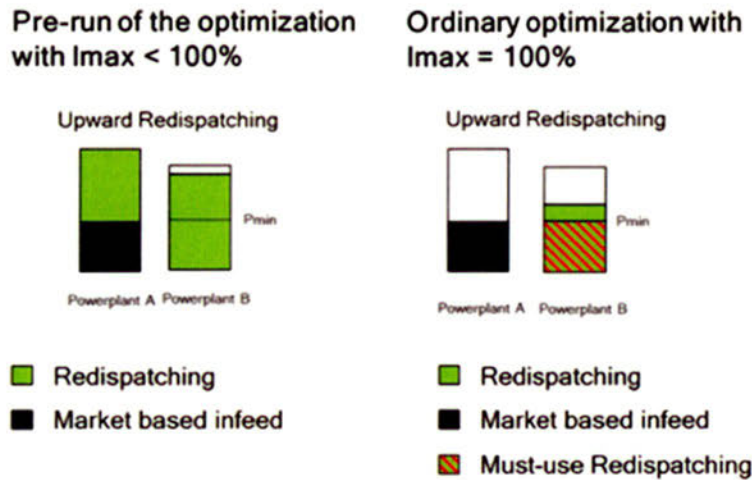 Pre-run of the optimization
with Imax < 100%
Upward Redispatching
Pmin
Powerplant A Powerplant B
Redispatching
Market based infeed
Ordinary optimization with
Imax = 100%
Upward Redispatching
Pmin
Powerplant A Powerplant B
Redispatching
Market based infeed
Must-use Redispatching